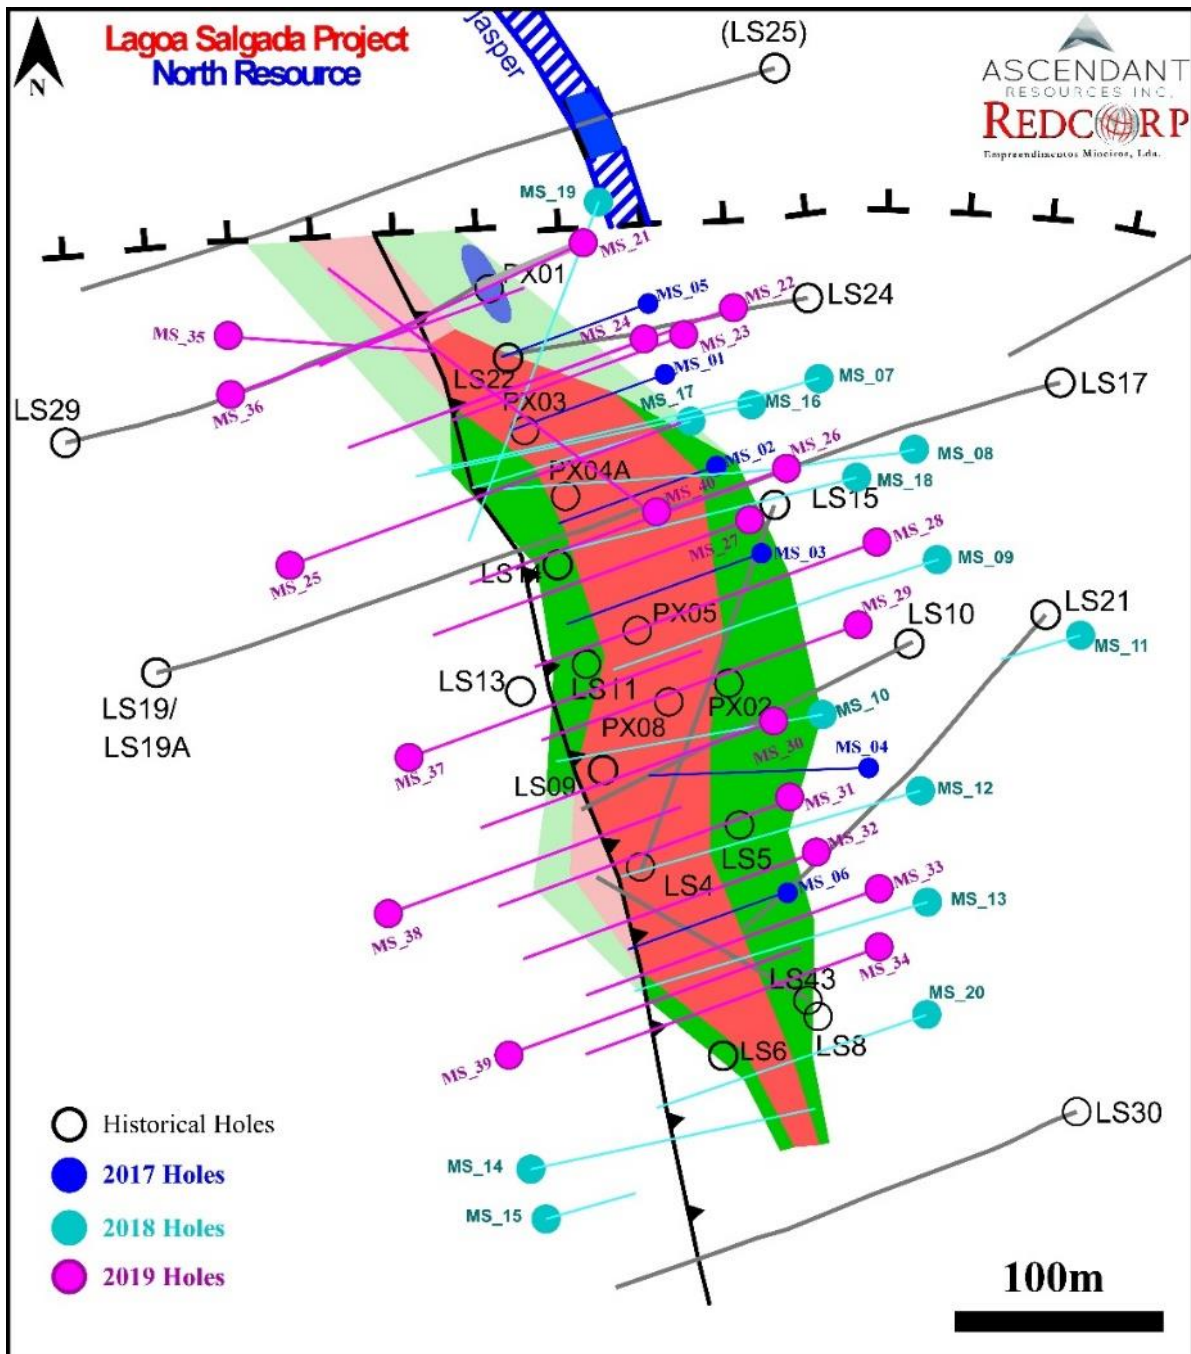 Lagoa Salgada Project
North Resource
N
jasper
(LS25)
ASCENDANT
RESOURCES INC.
REDCORP
Empreendimentos Mineiros, Lda.
MS_19
MS_21
PX01
MS_05
MS_22
LS24
MS_35
MS_24
MS_23
LS22
MS_01
LS17
MS_36
MS_07
LS29
PX03
MS_17
MS_16
MS_26
MS_02
MS_08
PX04A
MS_40
MS_18
LS15
MS_27
MS_28
MS_03
MS_25
LS14
MS_09
MS_29
LS21
PX05
LS10
MS_11
LS13
LS11
PX02
LS19/
LS19A
PX08
MS_10
MS_37
MS_30
MS_04
LS09
MS_31
MS_12
MS_32
LS5
LS4
MS_06
MS_33
MS_13
MS_38
MS_34
LS43
MS_20
LS8
LS6
MS_39
LS30
Historical Holes
2017 Holes
MS_14
2018 Holes
MS_15
2019 Holes
100m